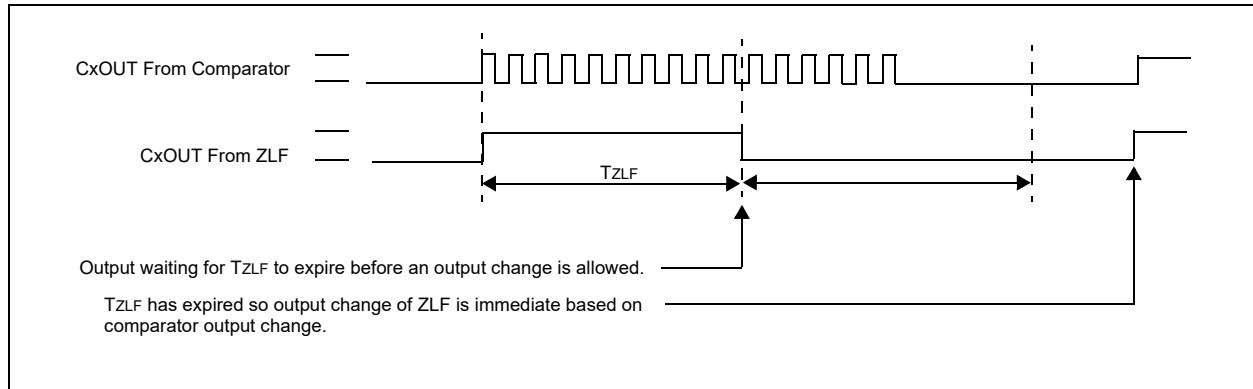 CxOUT From Comparator
CxOUT From ZLF
TZLF
Output waiting for TZLF to expire before an output change is allowed.
TZLF has expired so output change of ZLF is immediate based on
comparator output change.